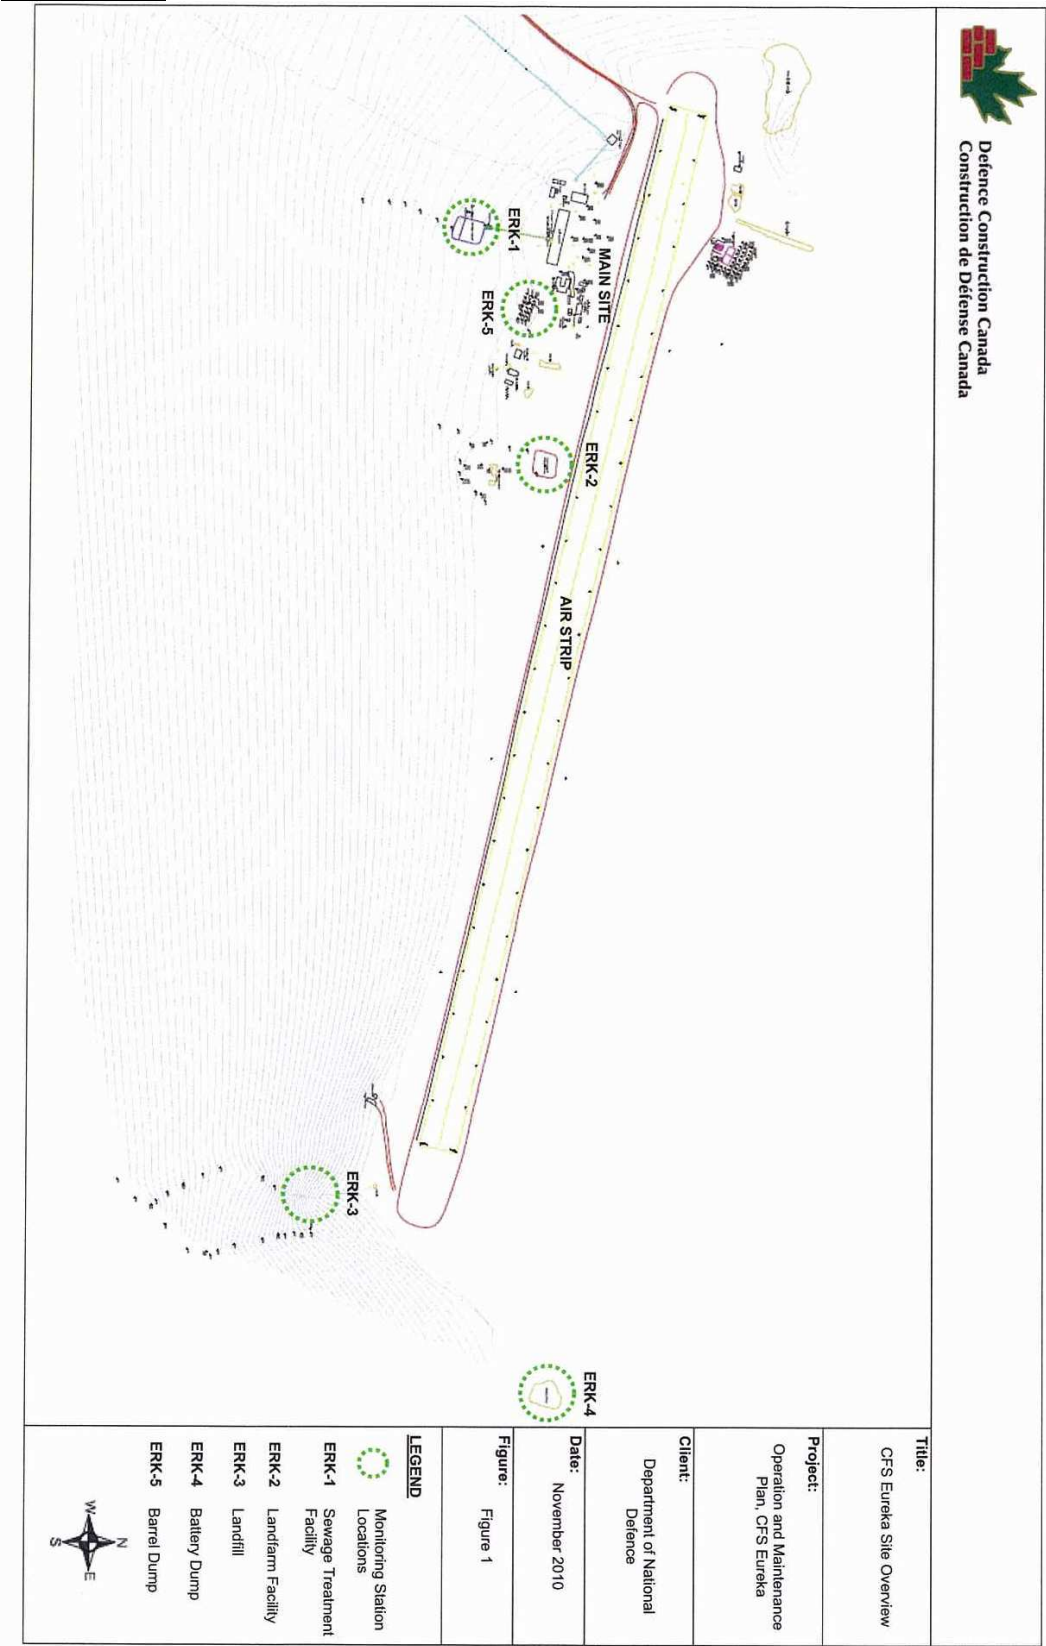 Defence Construction Canada
Construction de Défense Canada
ERK-1
MAIN SITE
ERK-5
ERK-2
AIR STRIP
ERK-3
ERK-4
Title:
CFS Eureka Site Overview
Project:
Operation and Maintenance
Plan, CFS Eureka
Client:
Department of National
Defence
Date:
November 2010
Figure:
Figure 1
LEGEND
Monitoring Station
Locations
ERK-1 Sewage Treatment
Facility
ERK-2 Landfarm Facility
ERK-3 Landfill
ERK-4 Battery Dump
ERK-5 Barrel Dump
N
W
E
S